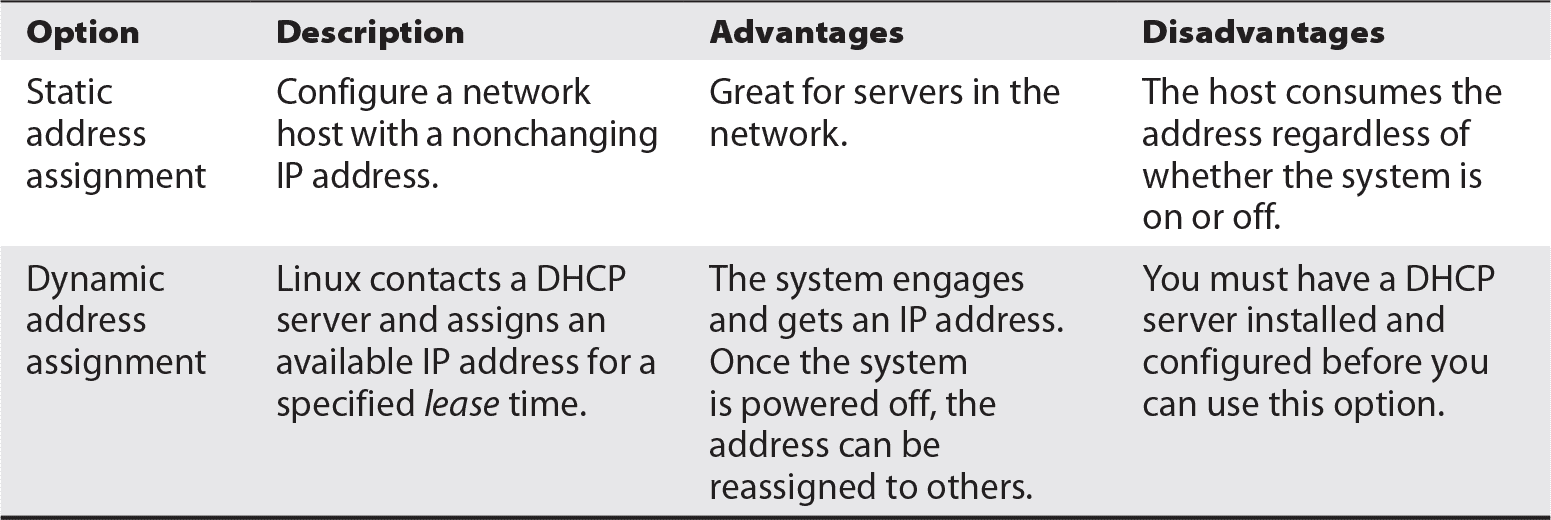 Option Description Advantages Disadvantages
Static
address
assignment
Configure a network
host with a nonchanging
IP address.
Great for servers in the
network.
The host consumes the
address regardless of
whether the system is
on or off.
Dynamic
address
assignment
Linux contacts a DHCP
server and assigns an
available IP address for a
specified lease time.
The system engages
and gets an IP address.
Once the system
is powered off, the
address can be
reassigned to others.
You must have a DHCP
server installed and
configured before you
can use this option.